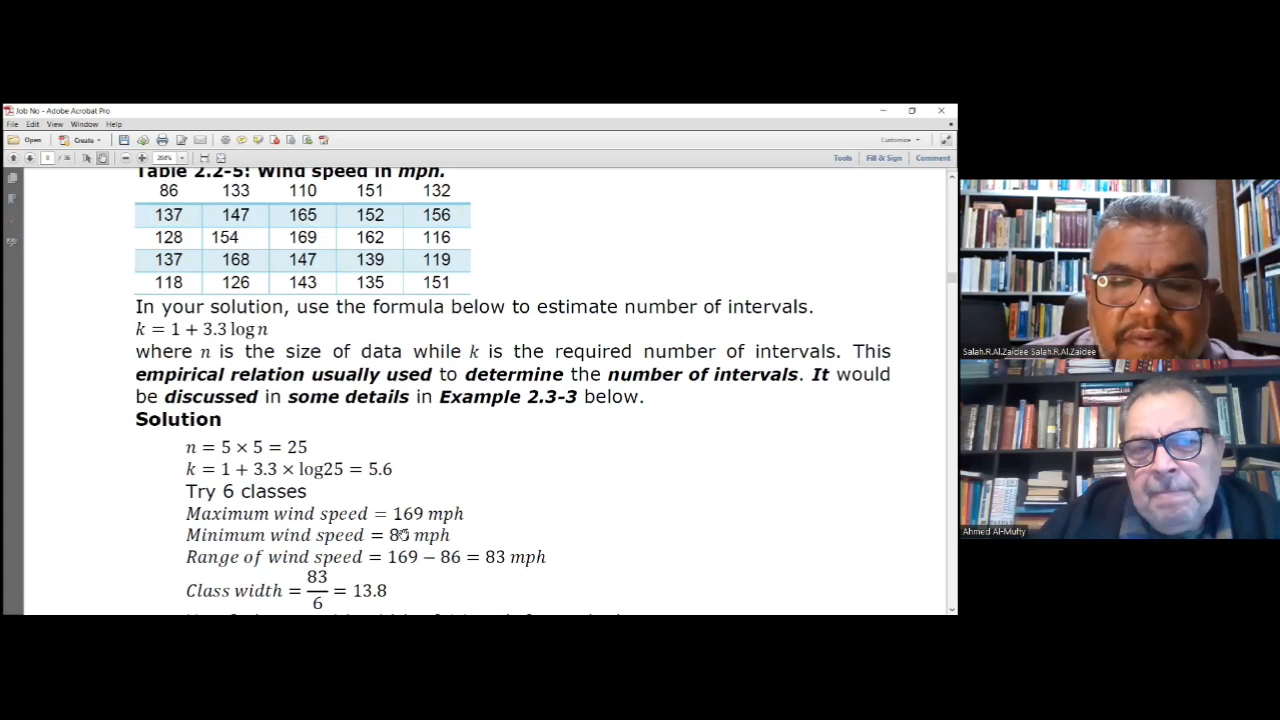 Job No - Adobe Acrobat Pro
File Edit View Window Help
Open Create Customize
8 / 36 204% Tools Fill & Sign Comment
Table 2.2-5: Wind speed in mph.
86 133 110 151 132
137 147 165 152 156
128 154 169 162 116
137 168 147 139 119
118 126 143 135 151
In your solution, use the formula below to estimate number of intervals.
k = 1 + 3.3 log n
where n is the size of data while k is the required number of intervals. This
empirical relation usually used to determine the number of intervals. It would
be discussed in some details in Example 2.3-3 below.
Solution
n = 5 × 5 = 25
k = 1 + 3.3 × log25 = 5.6
Try 6 classes
Maximum wind speed = 169 mph
Minimum wind speed = 86 mph
Range of wind speed = 169 − 86 = 83 mph
Class width = 83/6 = 13.8
Salah.R.Al.Zaidee Salah.R.Al.Zaidee
Ahmed Al-Mufty